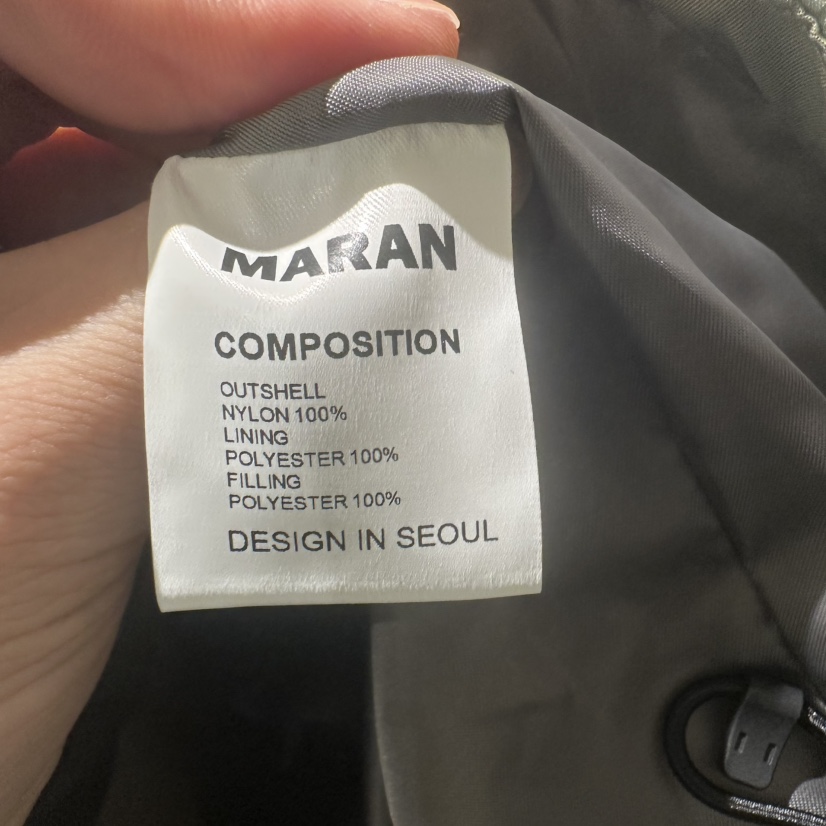 MARAN
COMPOSITION
OUTSHELL
NYLON 100%
LINING
POLYESTER 100%
FILLING
POLYESTER 100%
DESIGN IN SEOUL